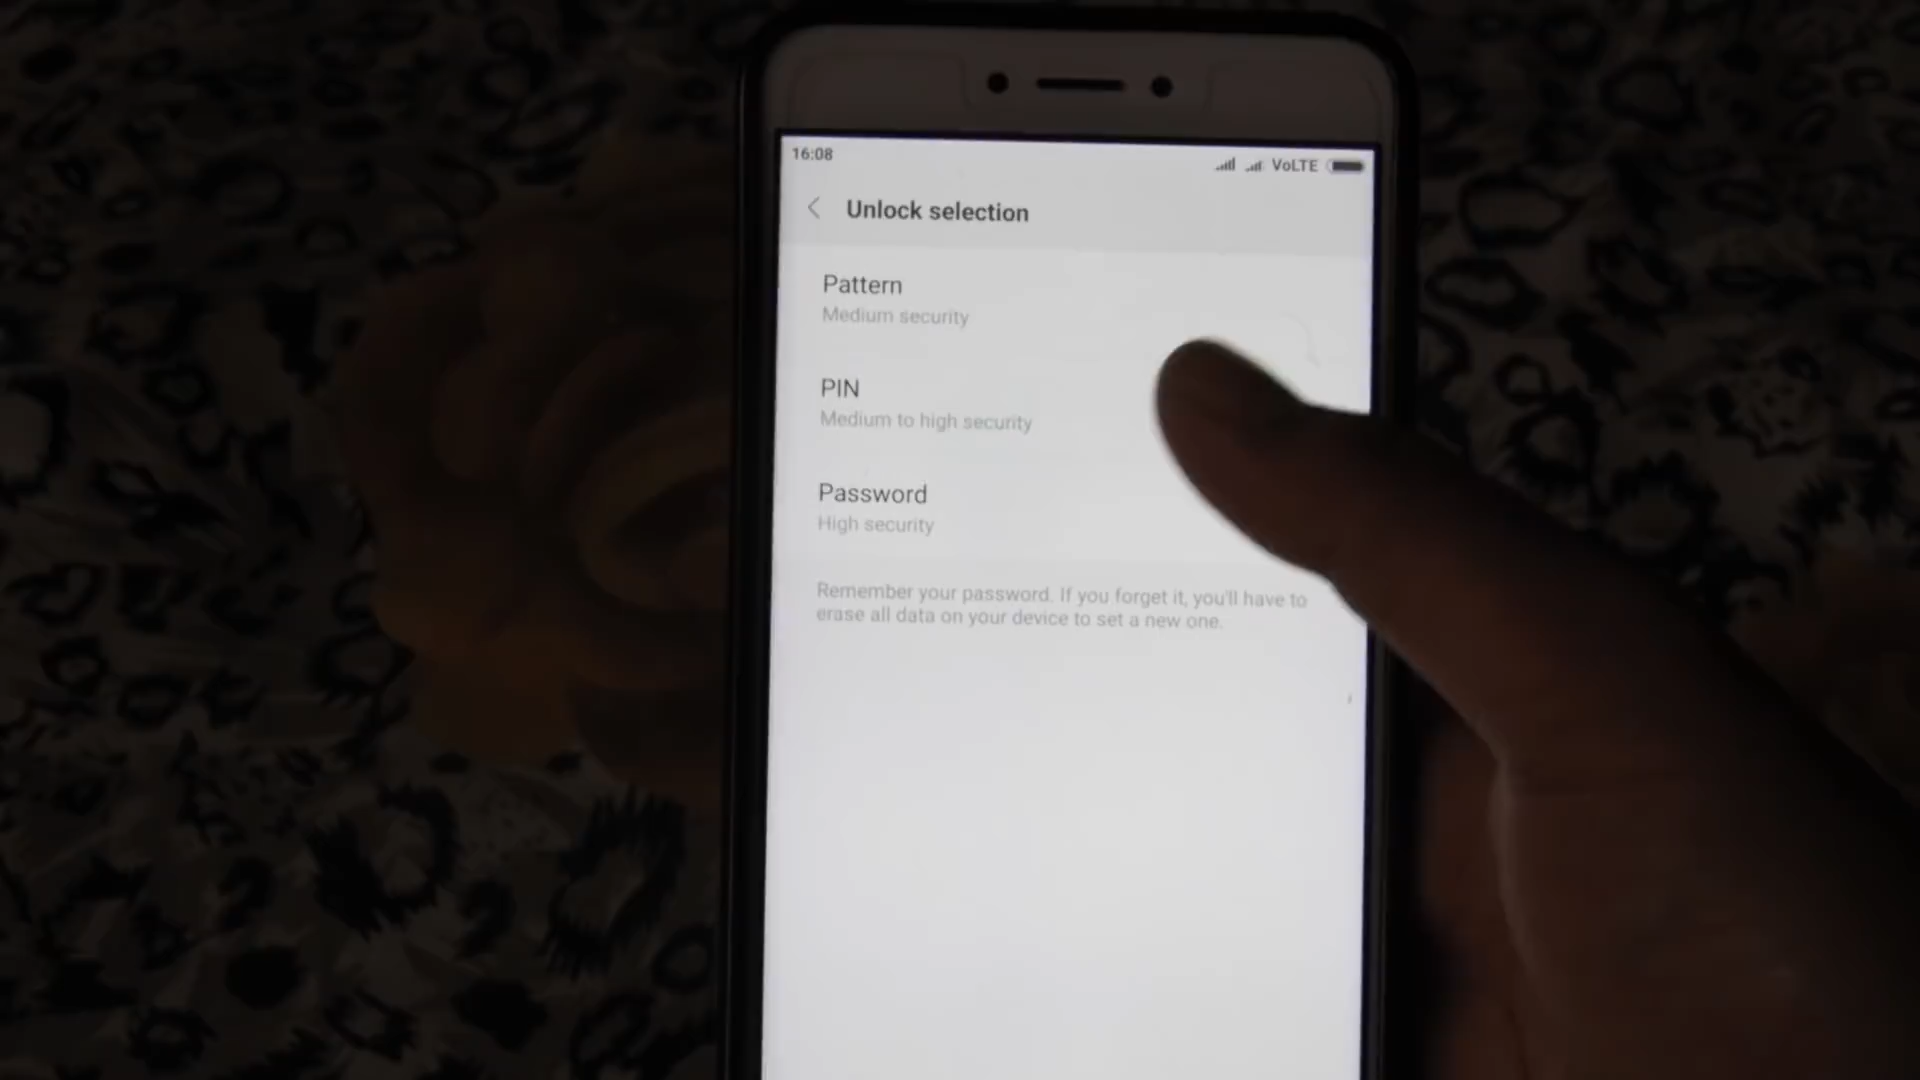 16:08
VoLTE
Unlock selection
Pattern
Medium security
PIN
Medium to high security
Password
High security
Remember your password. If you forget it, you'll have to
erase all data on your device to set a new one.